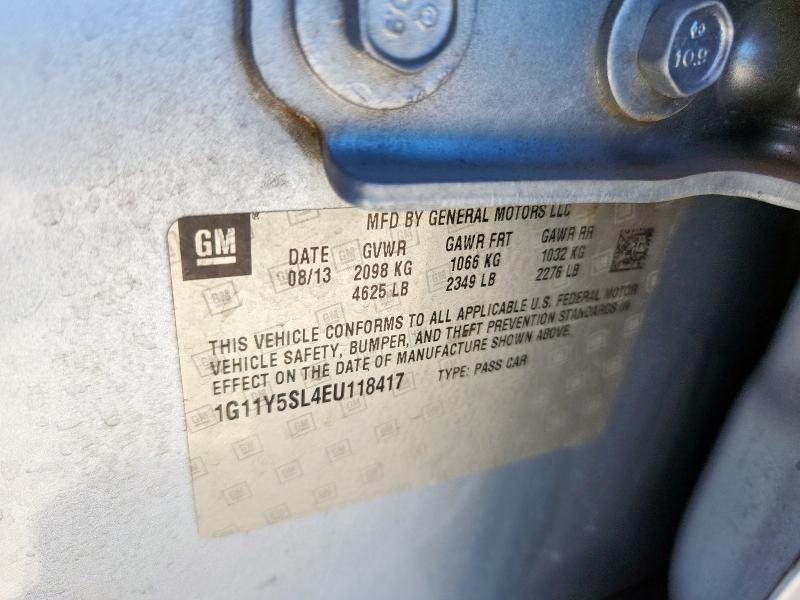 10.9
GM
MFD BY GENERAL MOTORS LLC
DATE GVWR GAWR FRT GAWR RR
08/13 2098 KG 1066 KG 1032 KG
4625 LB 2349 LB 2276 LB
THIS VEHICLE CONFORMS TO ALL APPLICABLE U.S. FEDERAL MOTOR
VEHICLE SAFETY, BUMPER, AND THEFT PREVENTION STANDARDS IN
EFFECT ON THE DATE OF MANUFACTURE SHOWN ABOVE.
1G11Y5SL4EU118417 TYPE: PASS CAR